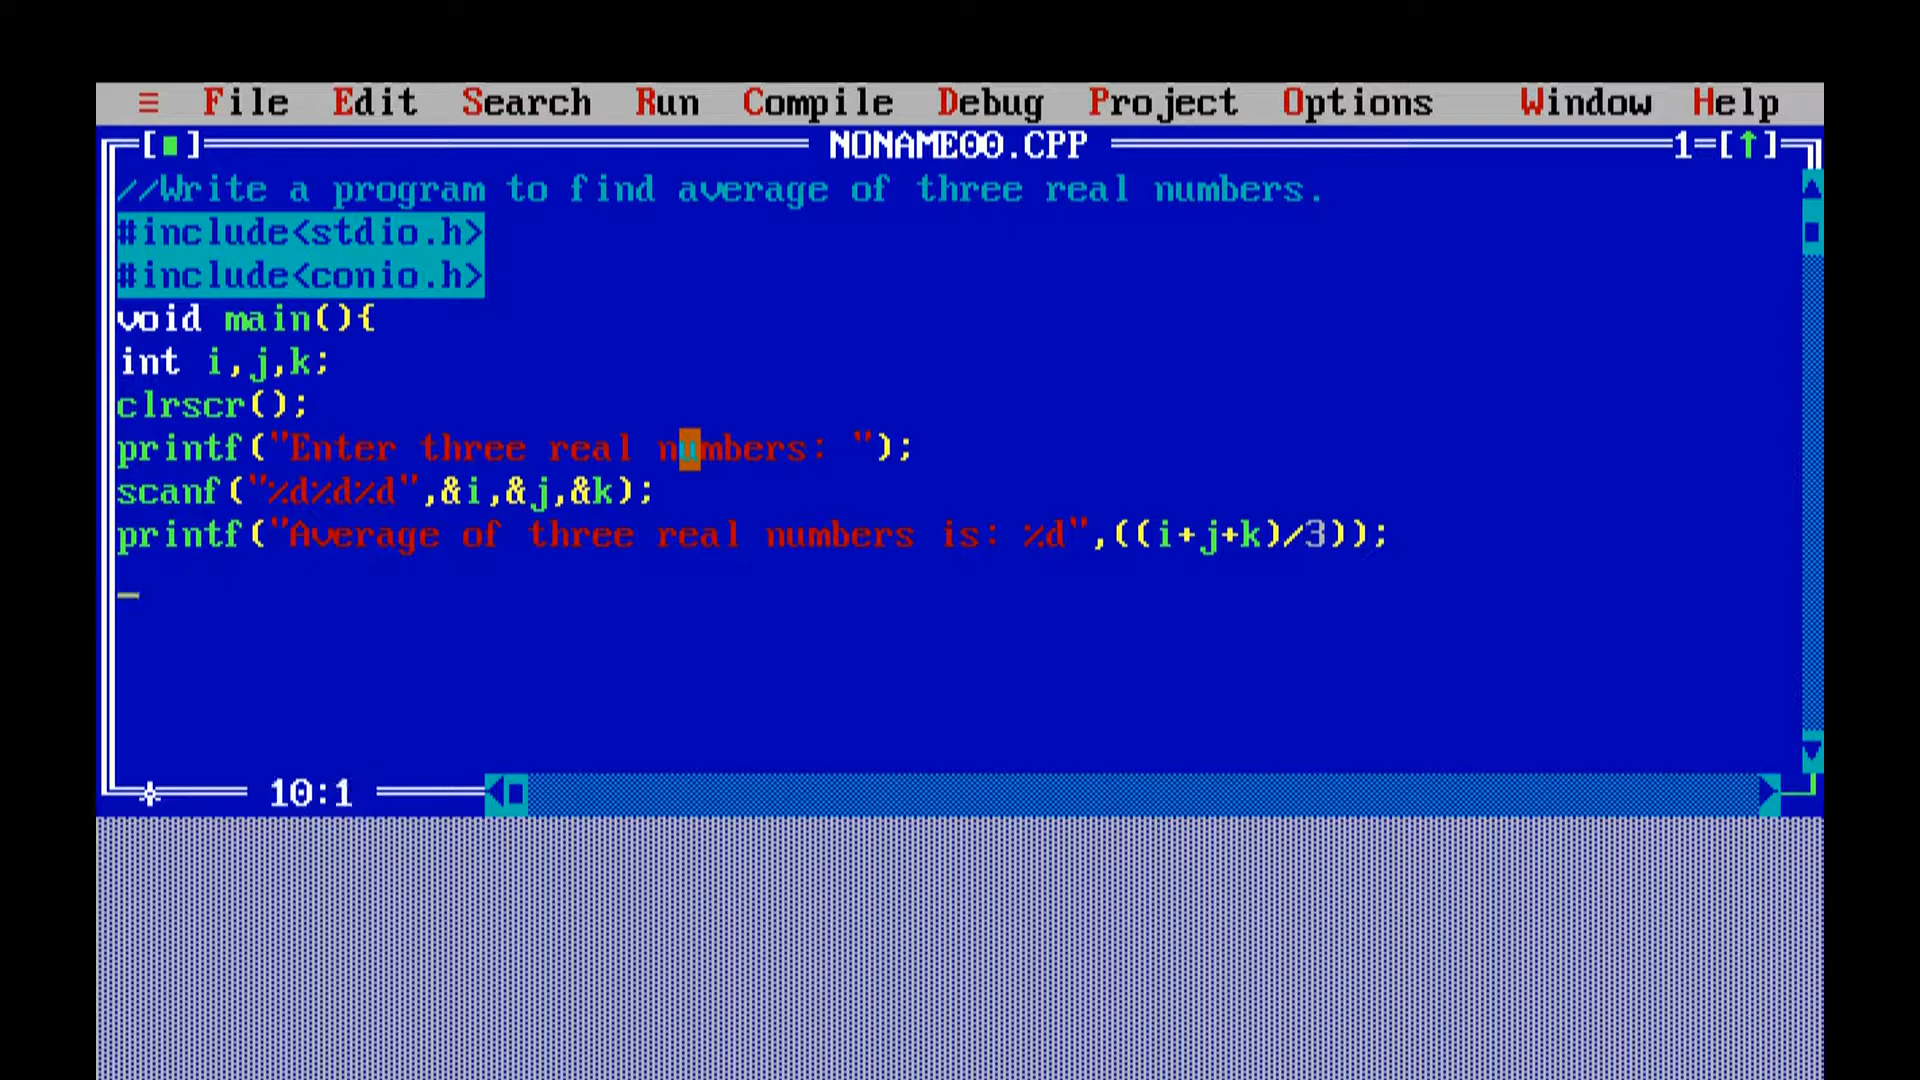 ≡ File Edit Search Run Compile Debug Project Options Window Help
[■] NONAME00.CPP 1=[↑]
//Write a program to find average of three real numbers.
#include<stdio.h>
#include<conio.h>
void main(){
int i,j,k;
clrscr();
printf("Enter three real numbers: ");
scanf("%d%d%d",&i,&j,&k);
printf("Average of three real numbers is: %d",((i+j+k)/3));
10:1